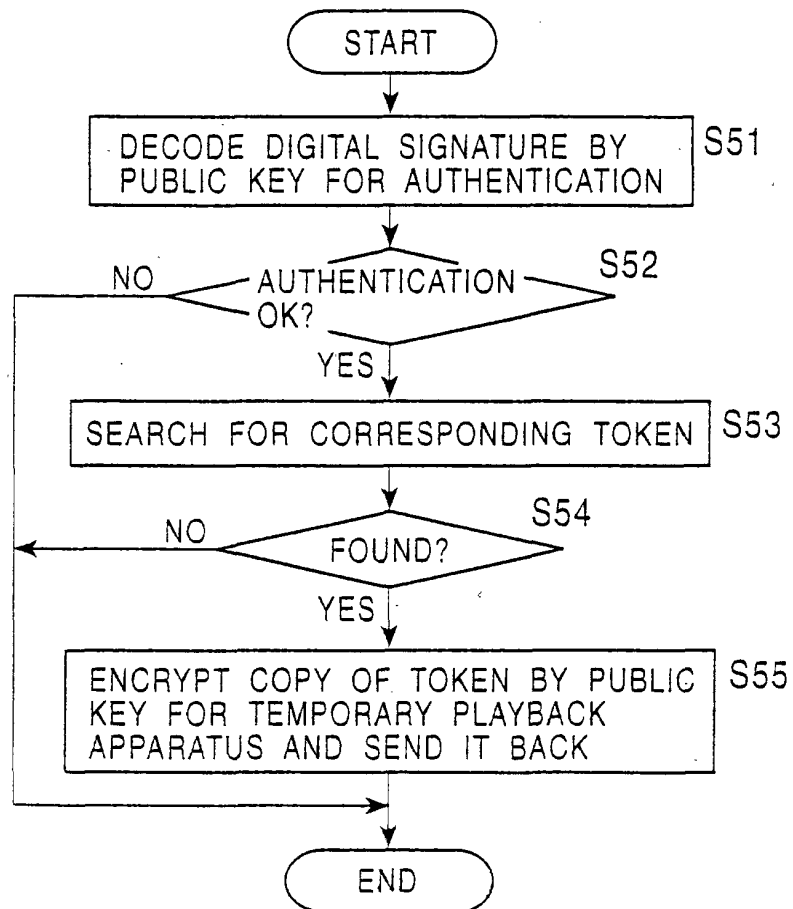 START
DECODE DIGITAL SIGNATURE BY
PUBLIC KEY FOR AUTHENTICATION
S51
AUTHENTICATION
OK?
S52
NO
YES
SEARCH FOR CORRESPONDING TOKEN
S53
FOUND?
S54
NO
YES
ENCRYPT COPY OF TOKEN BY PUBLIC
KEY FOR TEMPORARY PLAYBACK
APPARATUS AND SEND IT BACK
S55
END